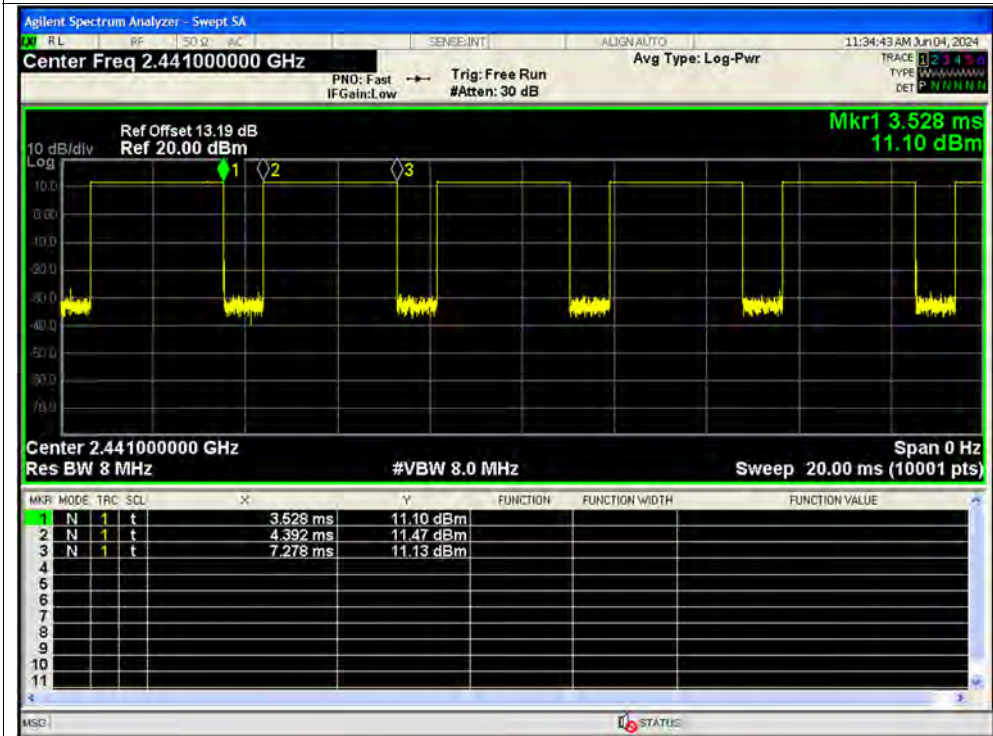 Agilent Spectrum Analyzer - Swept SA
RL RF 50 Ω AC SENSE:INT ALIGN AUTO 11:34:43 AM Jun 04, 2024
Center Freq 2.441000000 GHz
PNO: Fast
IFGain:Low
Trig: Free Run
#Atten: 30 dB
Avg Type: Log-Pwr
TRACE 1 2 3 4 5 6
TYPE WWWWWW
DET P N N N N N
Mkr1 3.528 ms
11.10 dBm
Ref Offset 13.19 dB
10 dB/div Ref 20.00 dBm
Log
1 2 3
10.0
0.00
-10.0
-20.0
-30.0
-40.0
-50.0
-60.0
-70.0
Center 2.441000000 GHz Span 0 Hz
Res BW 8 MHz #VBW 8.0 MHz Sweep 20.00 ms (10001 pts)
MKR MODE TRC SCL X Y FUNCTION FUNCTION WIDTH FUNCTION VALUE
1 N 1 t 3.528 ms 11.10 dBm
2 N 1 t 4.392 ms 11.47 dBm
3 N 1 t 7.278 ms 11.13 dBm
4
5
6
7
8
9
10
11
MSG STATUS